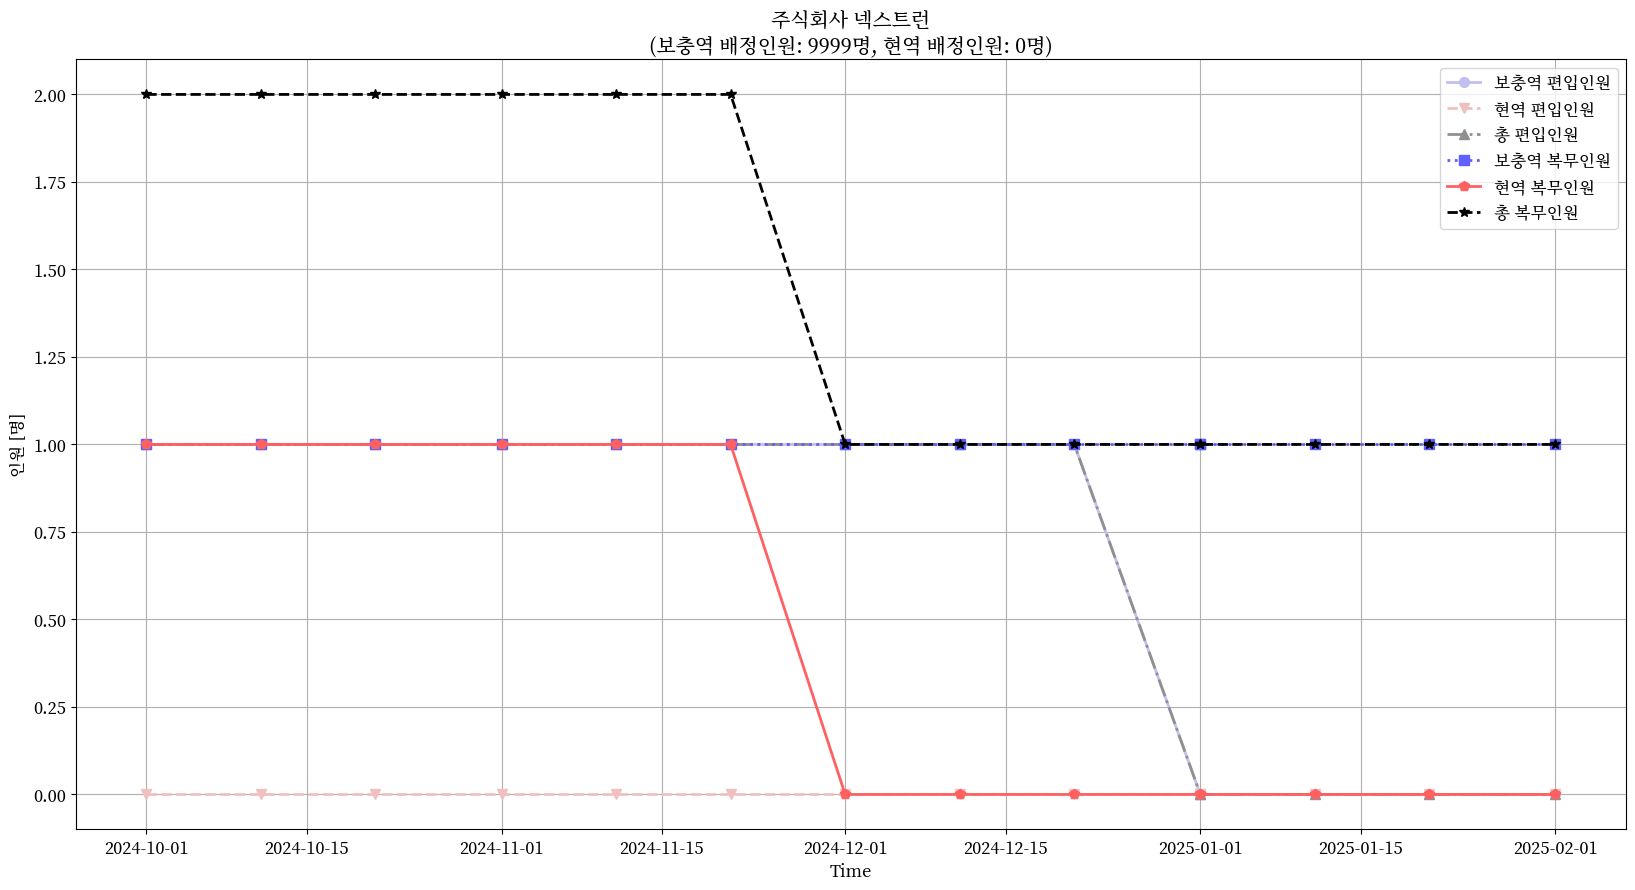 주식회사 넥스트런
(보충역 배정인원: 9999명, 현역 배정인원: 0명)
보충역 편입인원
현역 편입인원
총 편입인원
보충역 복무인원
현역 복무인원
총 복무인원
인원 [명]
2.00
1.75
1.50
1.25
1.00
0.75
0.50
0.25
0.00
2024-10-01 2024-10-15 2024-11-01 2024-11-15 2024-12-01 2024-12-15 2025-01-01 2025-01-15 2025-02-01
Time